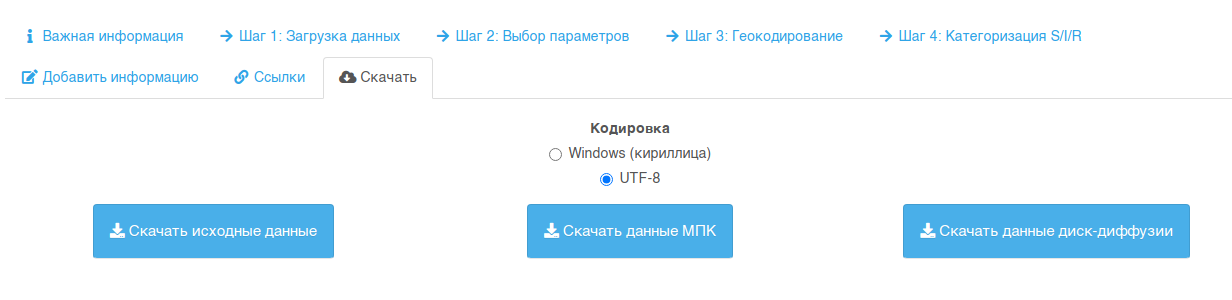 Важная информация Шаг 1: Загрузка данных Шаг 2: Выбор параметров Шаг 3: Геокодирование Шаг 4: Категоризация S/I/R
Добавить информацию Ссылки Скачать
Кодировка
Windows (кириллица)
UTF-8
Скачать исходные данные Скачать данные МПК Скачать данные диск-диффузии